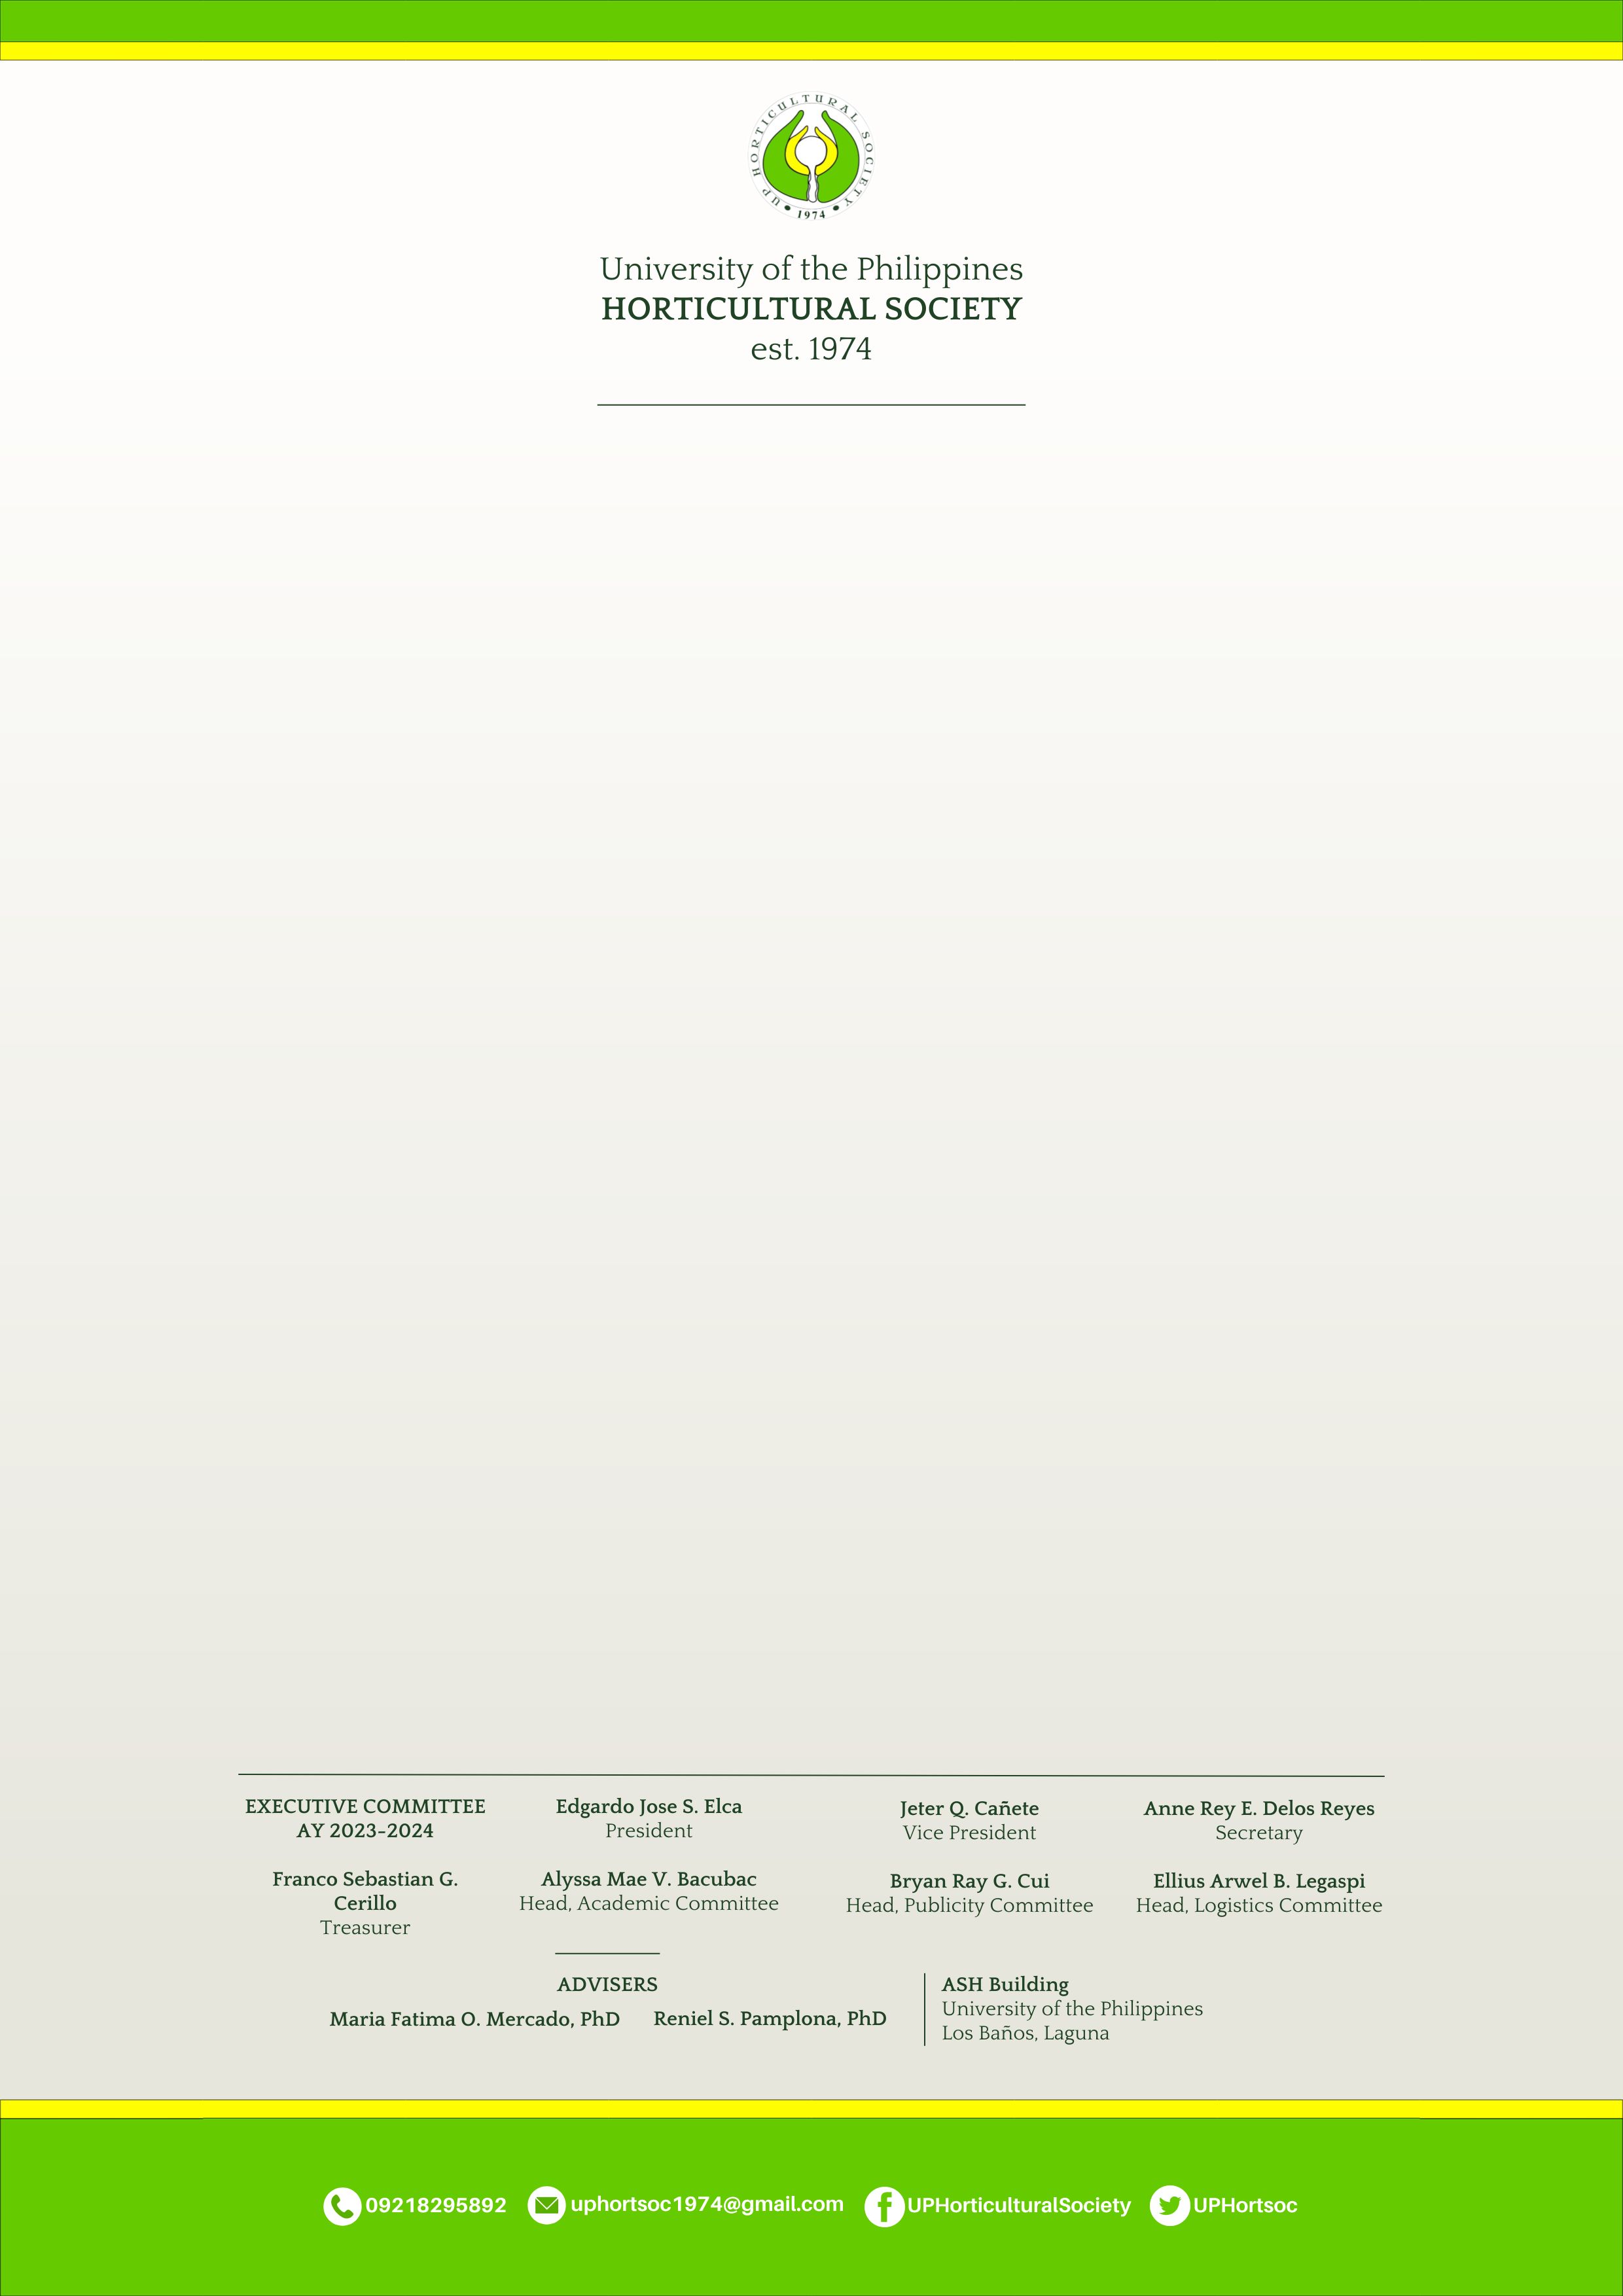 UP HORTICULTURAL SOCIETY
• 1974 •
University of the Philippines
HORTICULTURAL SOCIETY
est. 1974
EXECUTIVE COMMITTEE
AY 2023-2024
Edgardo Jose S. Elca
President
Jeter Q. Cañete
Vice President
Anne Rey E. Delos Reyes
Secretary
Franco Sebastian G.
Cerillo
Treasurer
Alyssa Mae V. Bacubac
Head, Academic Committee
Bryan Ray G. Cui
Head, Publicity Committee
Ellius Arwel B. Legaspi
Head, Logistics Committee
ADVISERS
Maria Fatima O. Mercado, PhD
Reniel S. Pamplona, PhD
ASH Building
University of the Philippines
Los Baños, Laguna
09218295892
uphortsoc1974@gmail.com
UPHorticulturalSociety
UPHortsoc